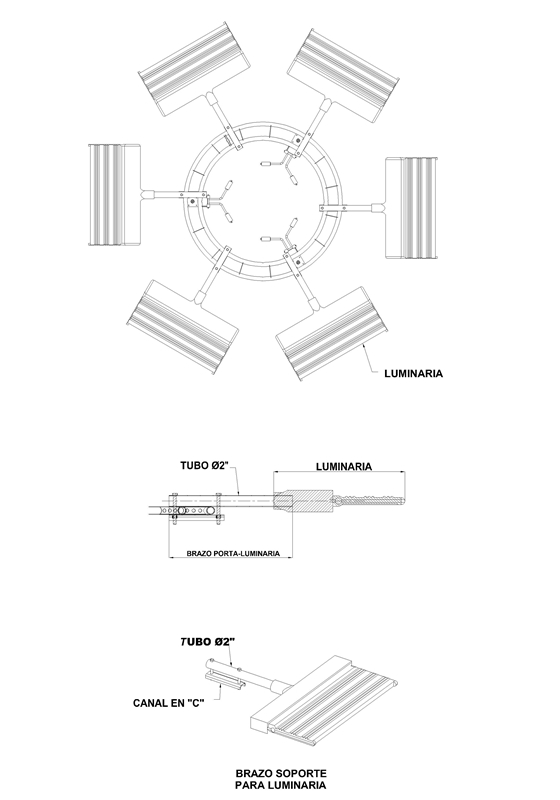 LUMINARIA
TUBO Ø2"
LUMINARIA
BRAZO PORTA-LUMINARIA
TUBO Ø2"
CANAL EN "C"
BRAZO SOPORTE
PARA LUMINARIA